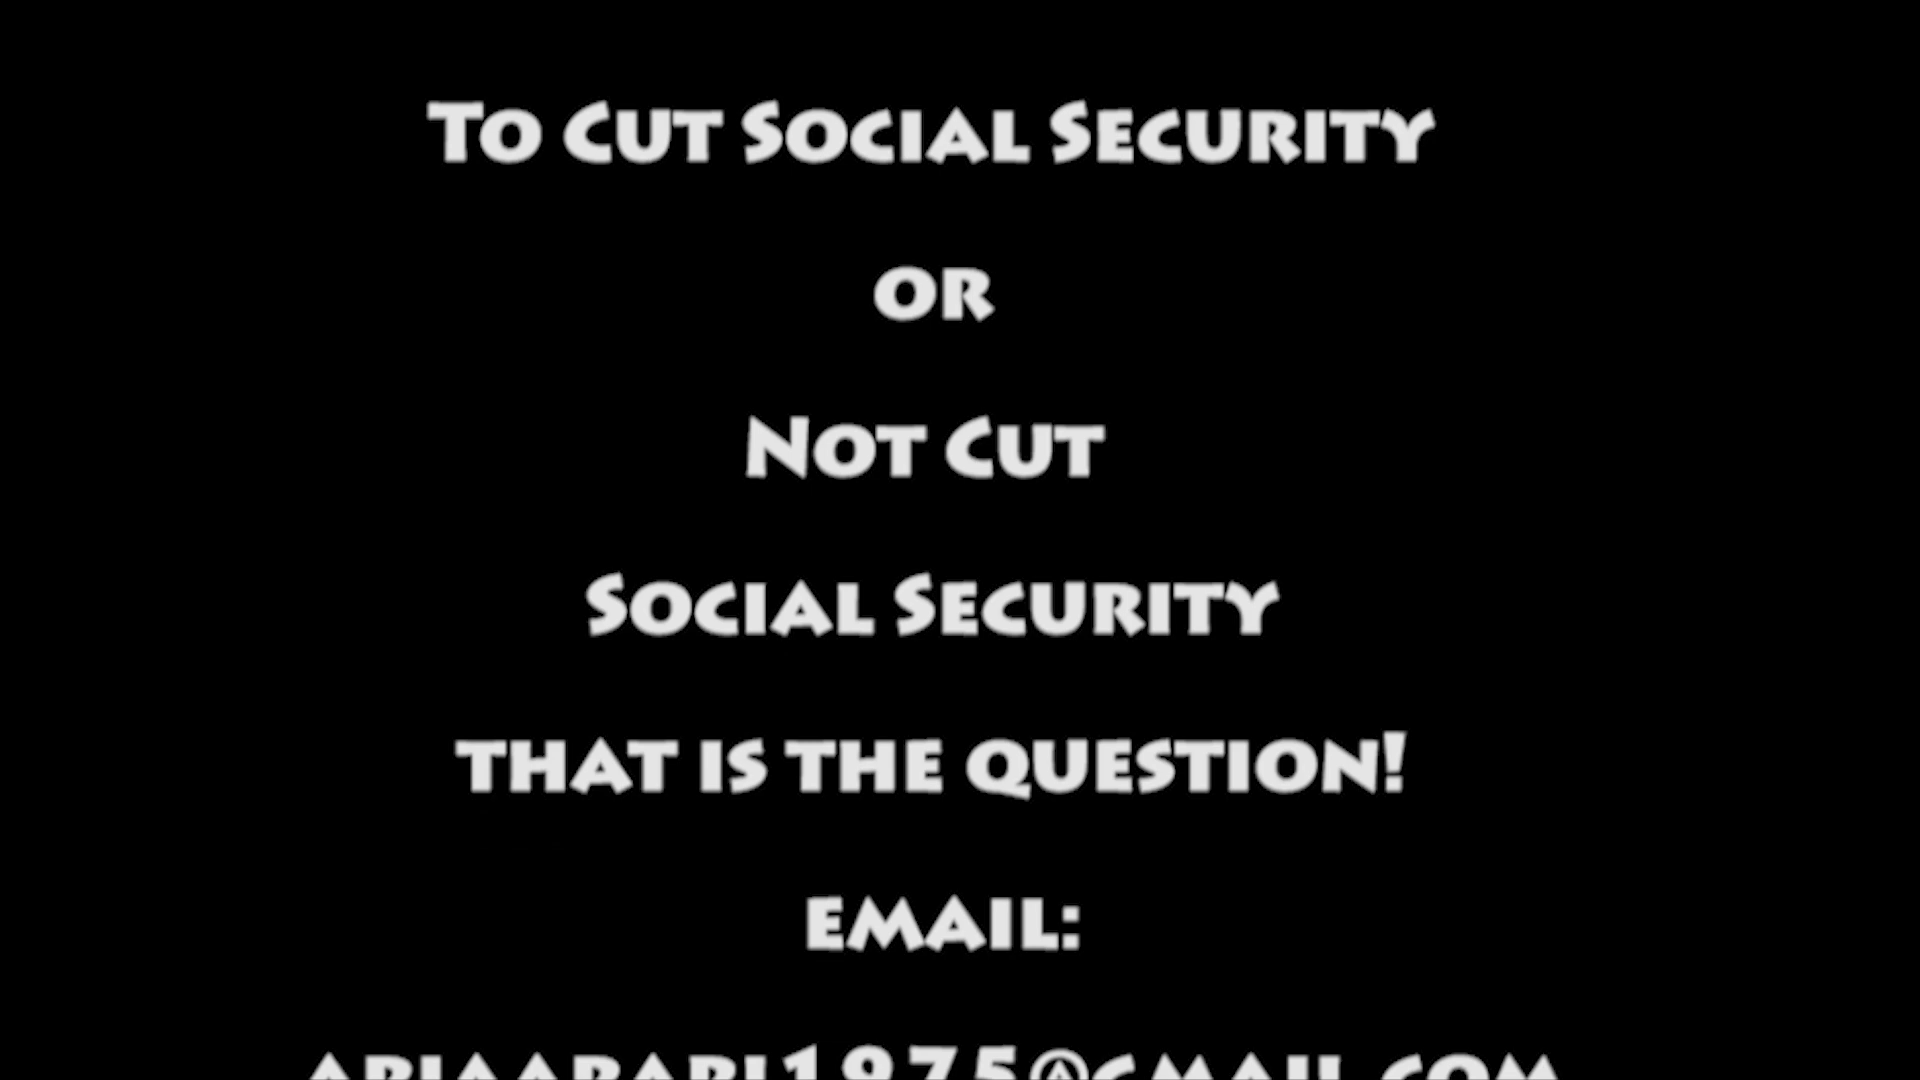 To Cut Social Security
or
Not Cut
Social Security
that is the question!
email: